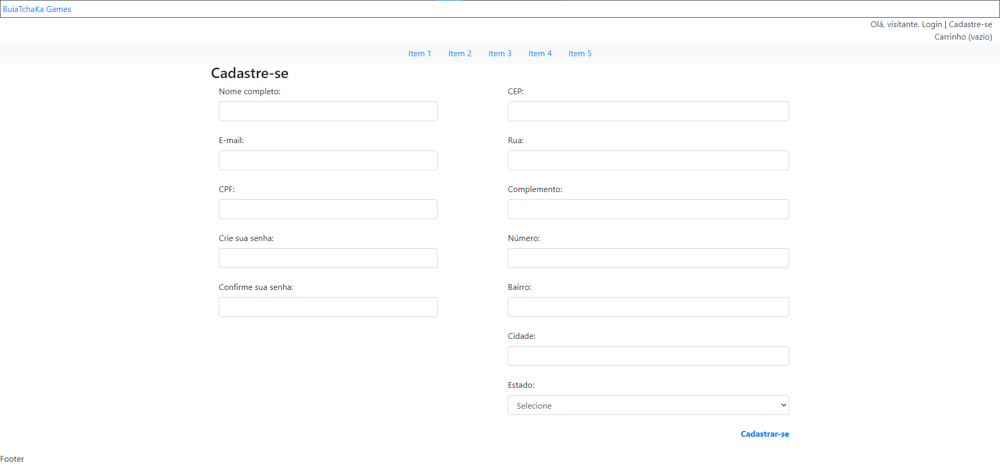 BuiaTchaKa Games
Olá, visitante. Login | Cadastre-se
Carrinho (vazio)
Item 1 Item 2 Item 3 Item 4 Item 5
Cadastre-se
Nome completo:
E-mail:
CPF:
Crie sua senha:
Confirme sua senha:
CEP:
Rua:
Complemento:
Número:
Bairro:
Cidade:
Estado:
Selecione
Cadastrar-se
Footer